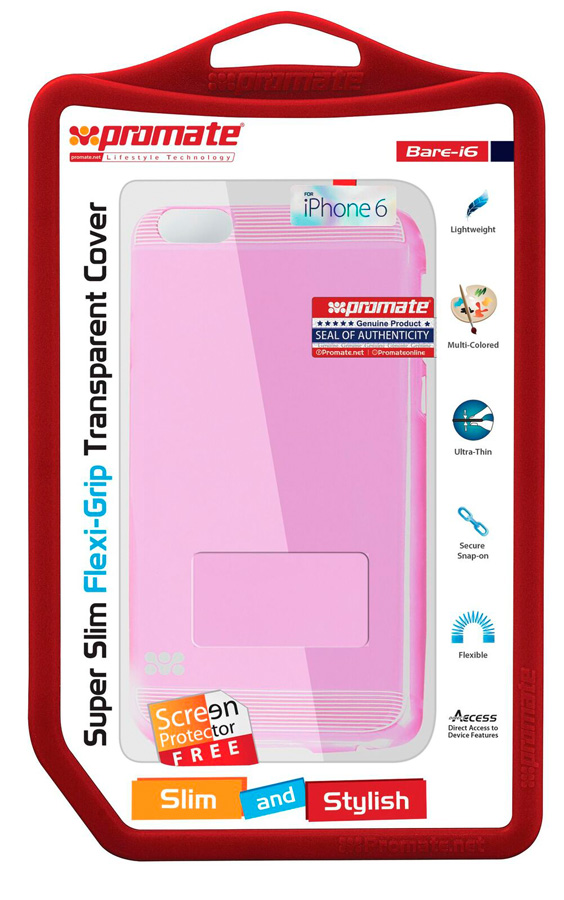 promate
promate
promate.net Lifestyle Technology
Bare-i6
Super Slim Flexi-Grip Transparent Cover
FOR
iPhone 6
promate
Genuine Product
SEAL OF AUTHENTICITY
Promate.net | Promateonline
Lightweight
Multi-Colored
Ultra-Thin
Secure
Snap-on
Flexible
Access
Direct Access to
Device Features
Screen
Protector
FREE
Slim and Stylish
promate
Promate.net